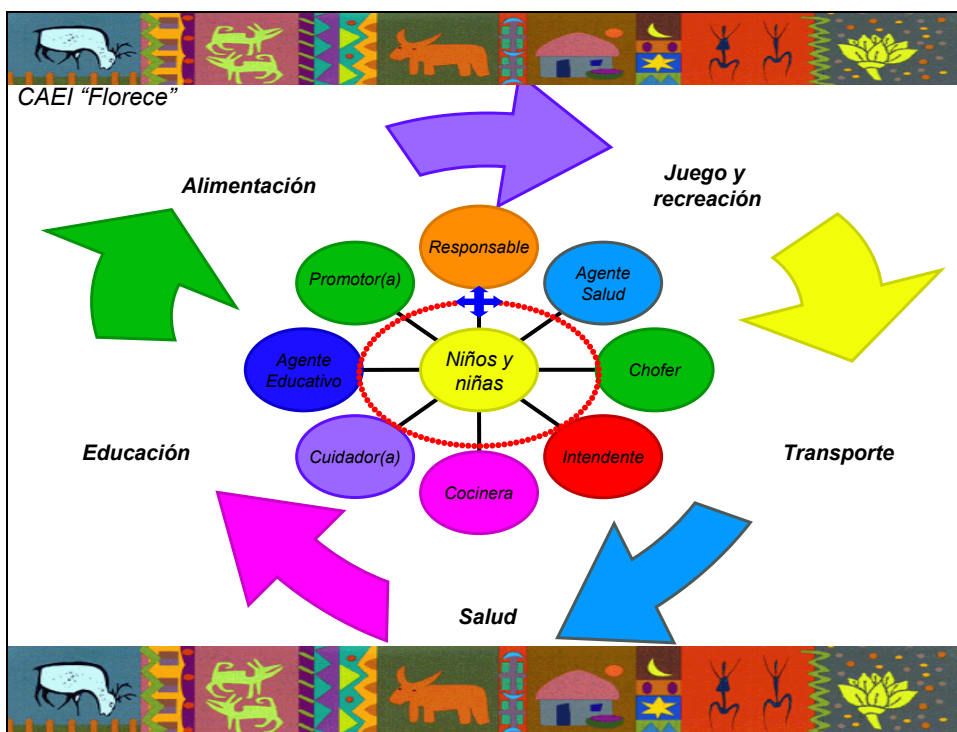 CAEI “Florece”
Alimentación
Juego y
recreación
Responsable
Promotor(a)
Agente
Salud
Agente
Educativo
Niños y
niñas
Chofer
Educación
Cuidador(a)
Intendente
Transporte
Cocinera
Salud